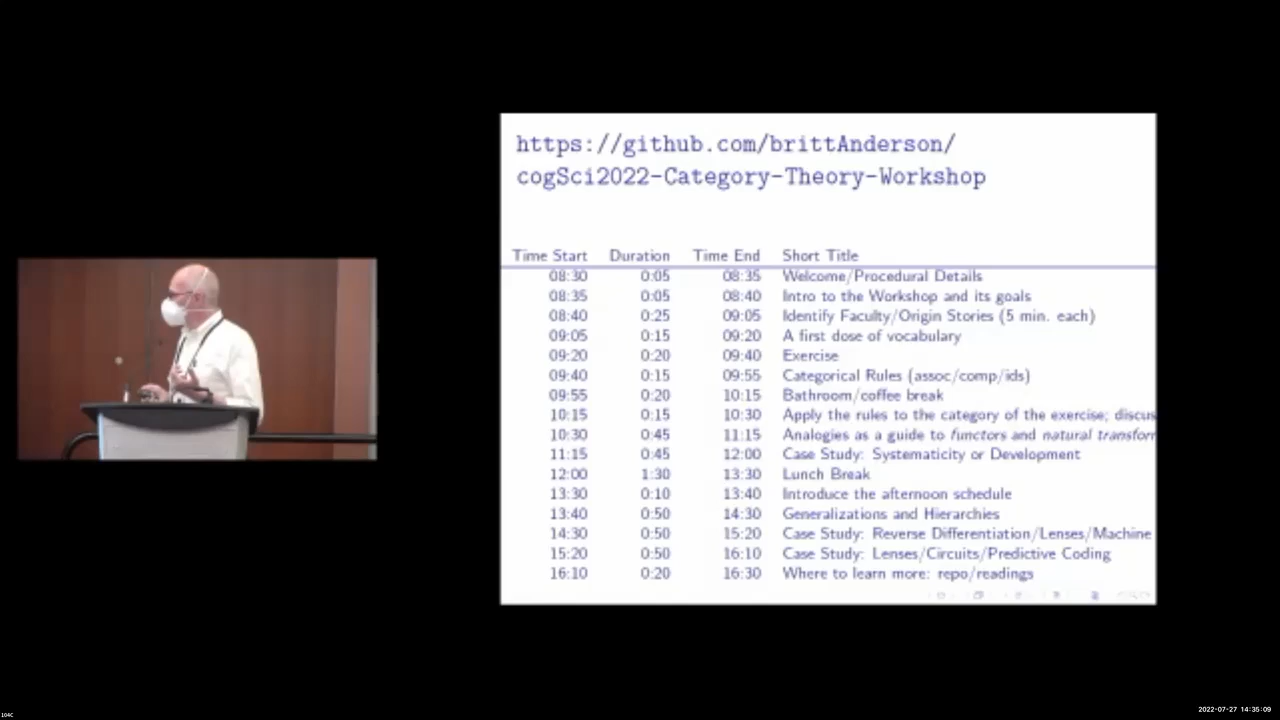 https://github.com/brittAnderson/
cogSci2022-Category-Theory-Workshop
Time Start Duration Time End Short Title
08:30 0:05 08:35 Welcome/Procedural Details
08:35 0:05 08:40 Intro to the Workshop and its goals
08:40 0:25 09:05 Identify Faculty/Origin Stories (5 min. each)
09:05 0:15 09:20 A first dose of vocabulary
09:20 0:20 09:40 Exercise
09:40 0:15 09:55 Categorical Rules (assoc/comp/ids)
09:55 0:20 10:15 Bathroom/coffee break
10:15 0:15 10:30 Apply the rules to the category of the exercise; discus
10:30 0:45 11:15 Analogies as a guide to functors and natural transfor
11:15 0:45 12:00 Case Study: Systematicity or Development
12:00 1:30 13:30 Lunch Break
13:30 0:10 13:40 Introduce the afternoon schedule
13:40 0:50 14:30 Generalizations and Hierarchies
14:30 0:50 15:20 Case Study: Reverse Differentiation/Lenses/Machine
15:20 0:50 16:10 Case Study: Lenses/Circuits/Predictive Coding
16:10 0:20 16:30 Where to learn more: repo/readings
104C
2022-07-27 14:35:09